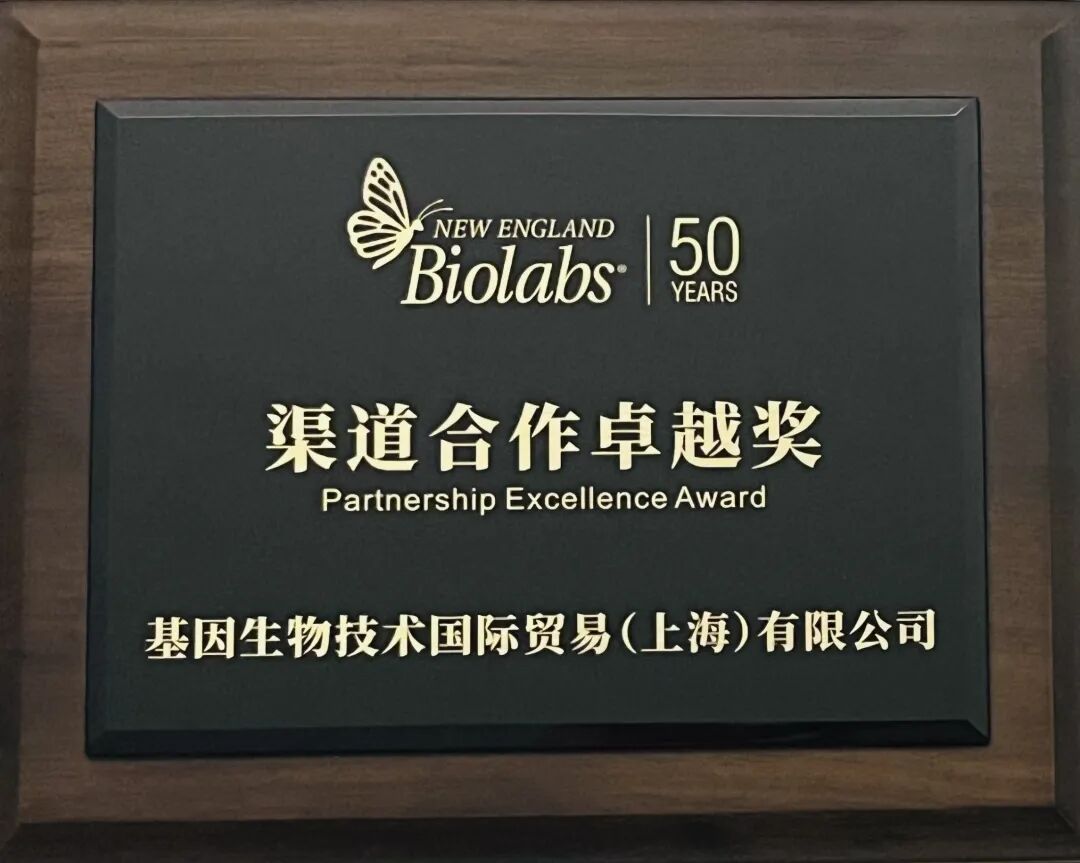 NEW ENGLAND
Biolabs®
50
YEARS
渠道合作卓越奖
Partnership Excellence Award
基因生物技术国际贸易(上海)有限公司